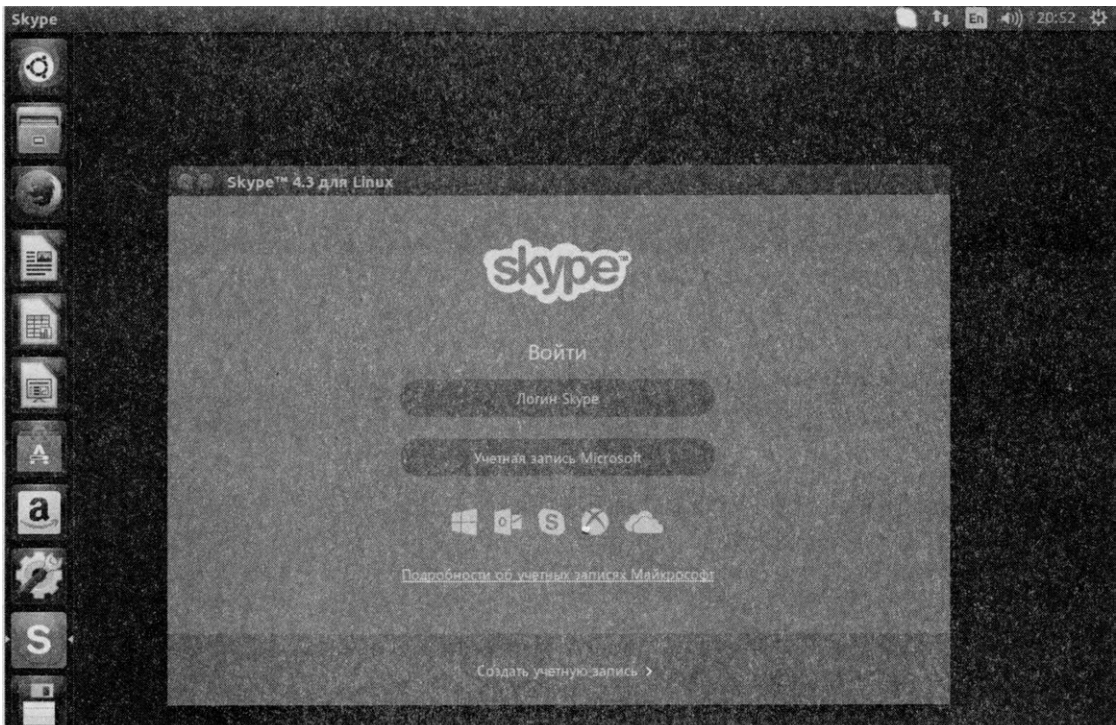 Skype
En 20:52
Skype™ 4.3 для Linux
skype™
Войти
Логин Skype
Учетная запись Microsoft
Подробности об учетных записях Майкрософт
Создать учетную запись >